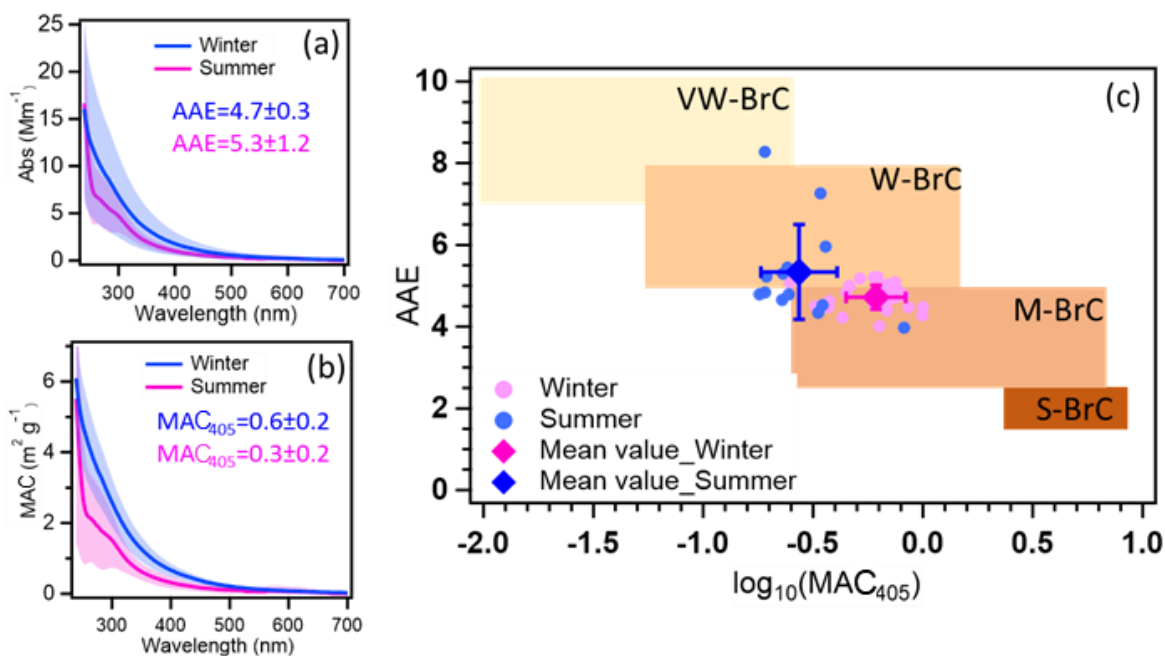 (a)
Winter
Summer
AAE=4.7±0.3
AAE=5.3±1.2
Abs (Mm⁻¹)
25
20
15
10
5
0
300 400 500 600 700
Wavelength (nm)
(b)
Winter
Summer
MAC₄₀₅=0.6±0.2
MAC₄₀₅=0.3±0.2
MAC (m² g⁻¹)
6
4
2
0
300 400 500 600 700
Wavelength (nm)
(c)
VW-BrC
W-BrC
M-BrC
S-BrC
AAE
10
8
6
4
2
0
Winter
Summer
Mean value_Winter
Mean value_Summer
-2.0 -1.5 -1.0 -0.5 0.0 0.5 1.0
log₁₀(MAC₄₀₅)